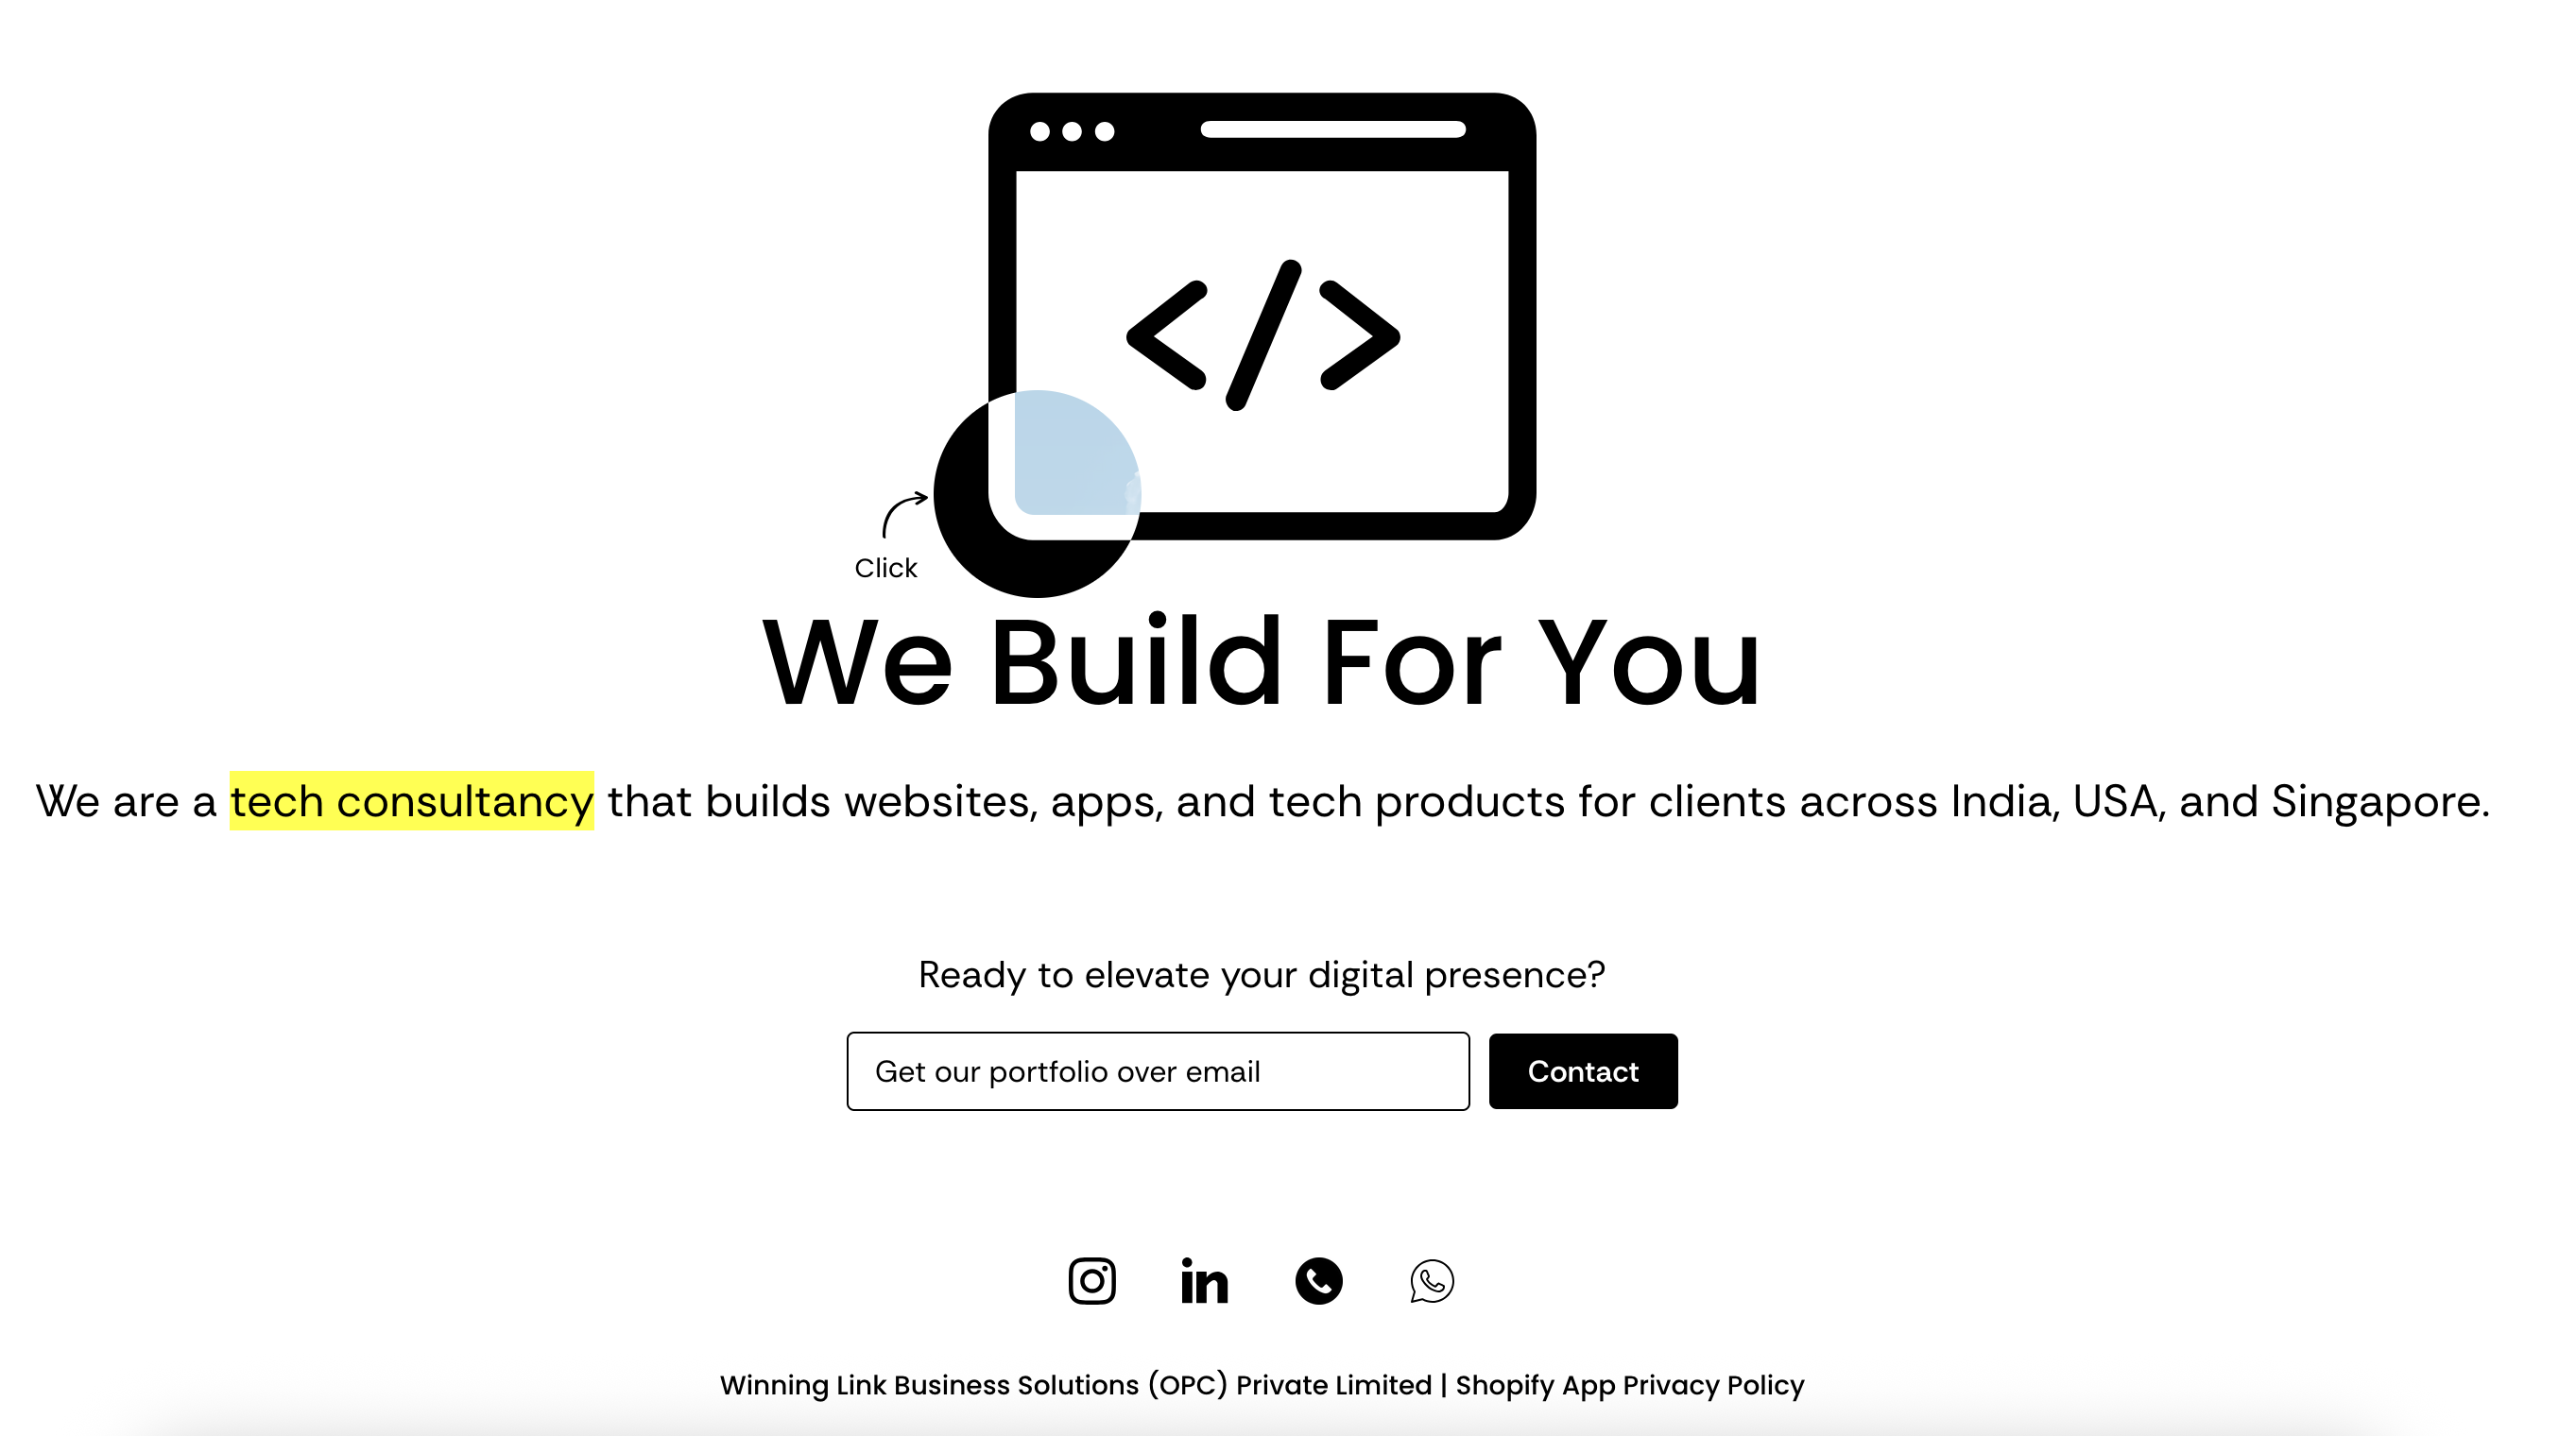 </>
Click
We Build For You
We are a tech consultancy that builds websites, apps, and tech products for clients across India, USA, and Singapore.
Ready to elevate your digital presence?
Get our portfolio over email
Contact
in
Winning Link Business Solutions (OPC) Private Limited | Shopify App Privacy Policy